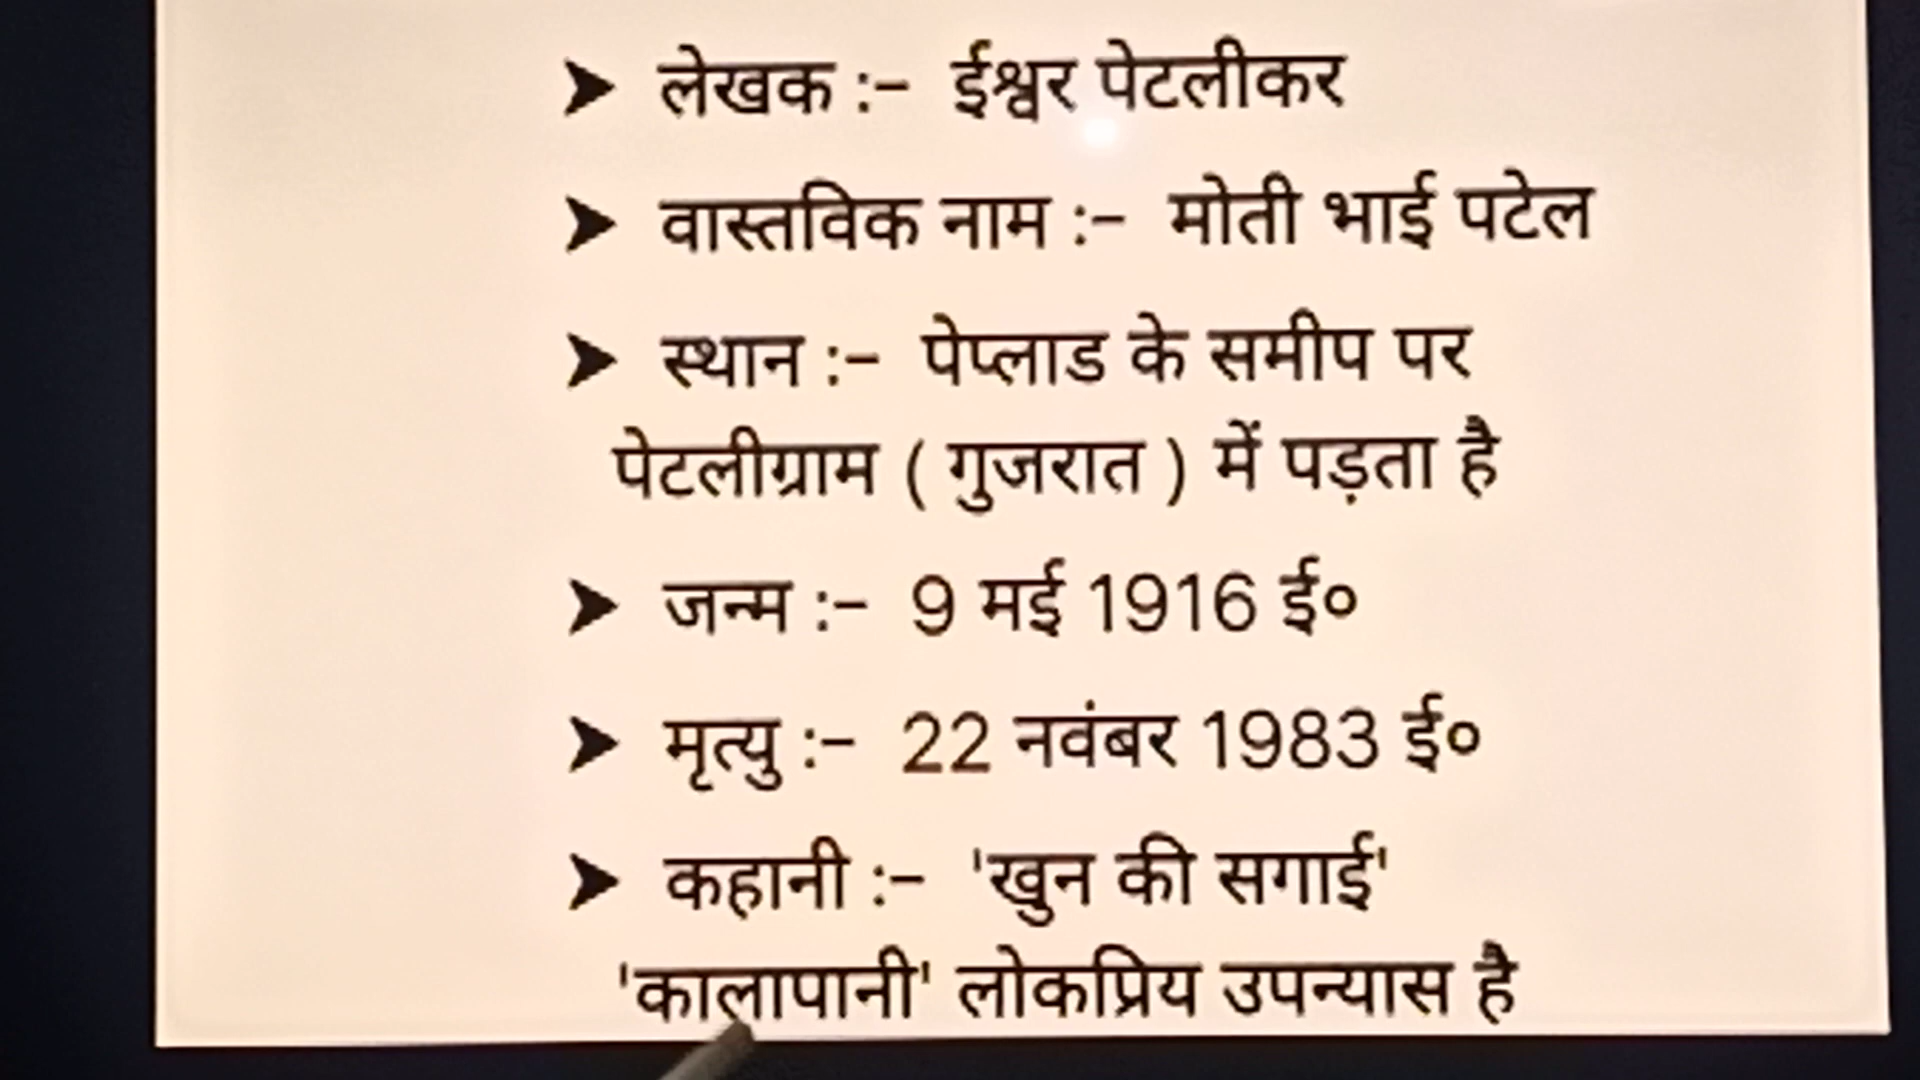 ➤ लेखक :- ईश्वर पेटलीकर
➤ वास्तविक नाम :- मोती भाई पटेल
➤ स्थान :- पेप्लाड के समीप पर
पेटलीग्राम ( गुजरात ) में पड़ता है
➤ जन्म :- 9 मई 1916 ई०
➤ मृत्यु :- 22 नवंबर 1983 ई०
➤ कहानी :- 'खुन की सगाई'
'कालापानी' लोकप्रिय उपन्यास है